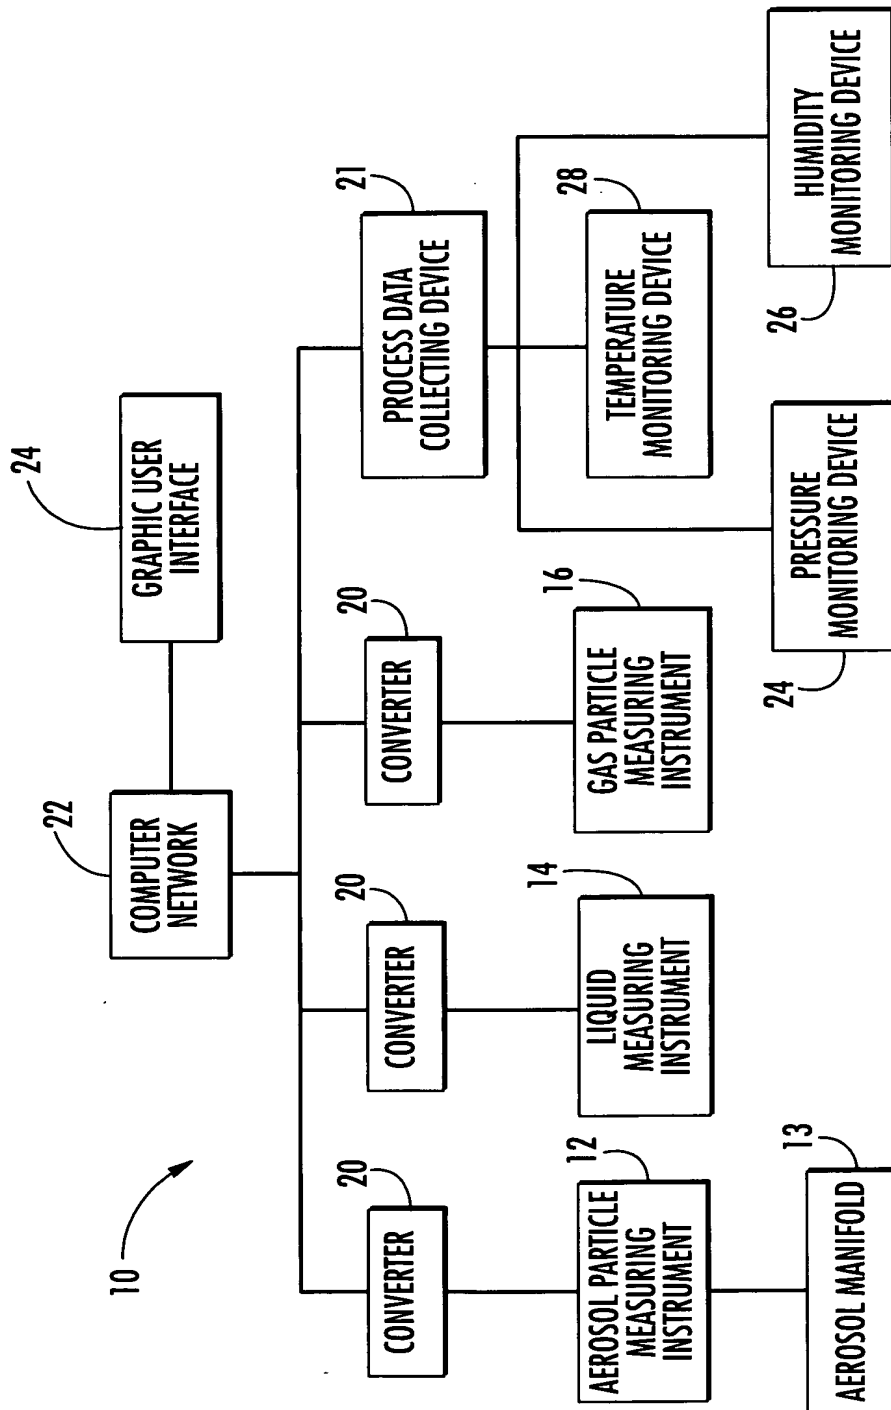 10
22
COMPUTER
NETWORK
24
GRAPHIC USER
INTERFACE
20
CONVERTER
20
CONVERTER
20
CONVERTER
21
PROCESS DATA
COLLECTING DEVICE
12
AEROSOL PARTICLE
MEASURING
INSTRUMENT
14
LIQUID
MEASURING
INSTRUMENT
16
GAS PARTICLE
MEASURING
INSTRUMENT
28
TEMPERATURE
MONITORING DEVICE
13
AEROSOL MANIFOLD
24
PRESSURE
MONITORING DEVICE
26
HUMIDITY
MONITORING DEVICE